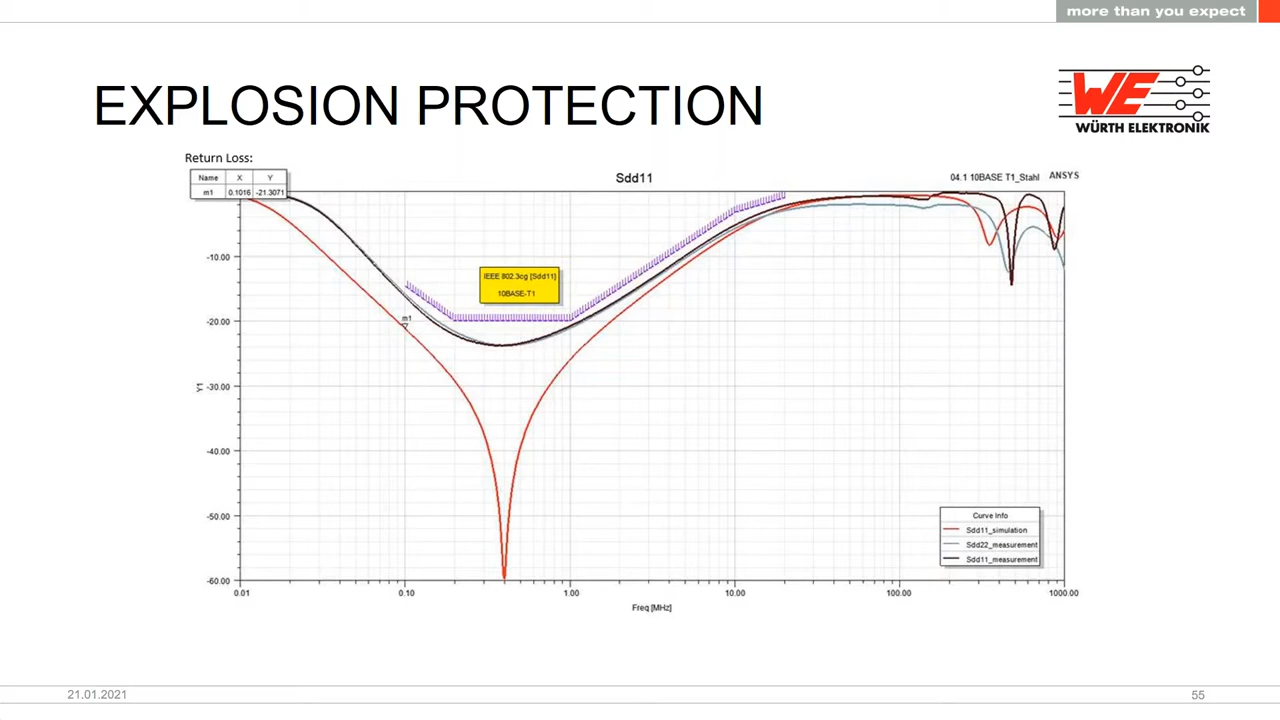 more than you expect
EXPLOSION PROTECTION
WE
WÜRTH ELEKTRONIK
Return Loss:
Name X Y
m1 0.1016 -21.3071
Sdd11
04.1 10BASE T1_Stahl ANSYS
-10.00
IEEE 802.3cg [Sdd11]
10BASE-T1
-20.00
m1
Y1
-30.00
-40.00
-50.00
Curve Info
Sdd11_simulation
Sdd22_measurement
Sdd11_measurement
-60.00
0.01 0.10 1.00 10.00 100.00 1000.00
Freq [MHz]
21.01.2021
55